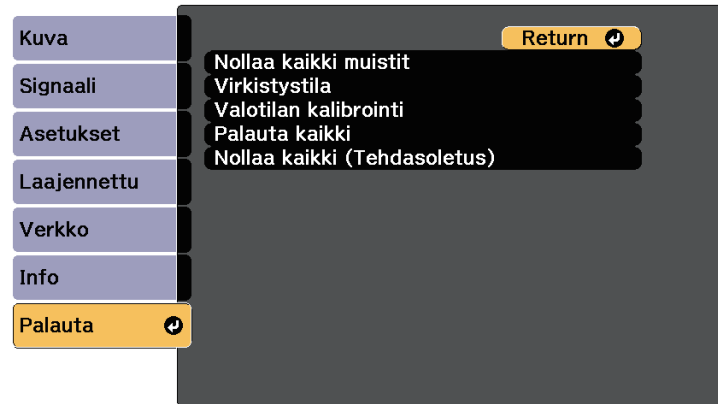 Kuva
Signaali
Asetukset
Laajennettu
Verkko
Info
Palauta
Return
Nollaa kaikki muistit
Virkistystila
Valotilan kalibrointi
Palauta kaikki
Nollaa kaikki (Tehdasoletus)